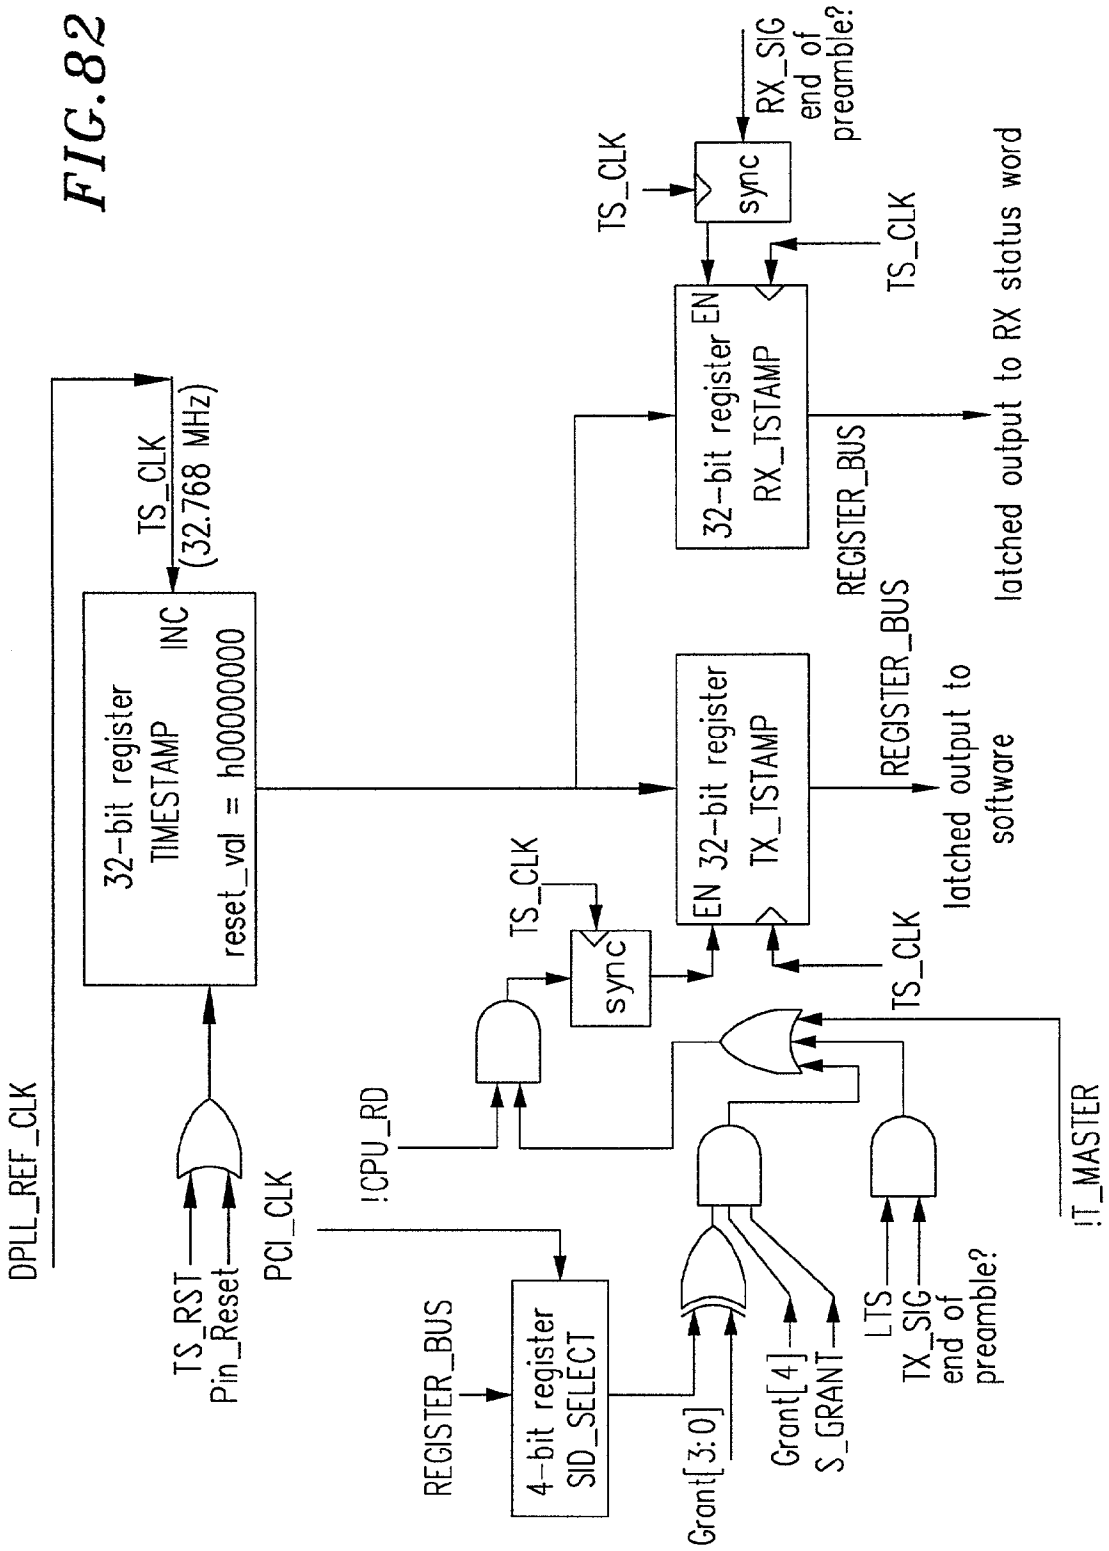 FIG. 82
DPLL_REF_CLK
TS_CLK
(32.768 MHz)
32-bit register
TIMESTAMP
INC
reset_val = h00000000
TS_RST
Pin_Reset
PCI_CLK
!CPU_RD
REGISTER_BUS
4-bit register
SID_SELECT
Grant[3:0]
Grant[4]
S_GRANT
LTS
TX_SIG
end of
preamble?
!T_MASTER
TS_CLK
sync
EN
32-bit register
TX_TSTAMP
TS_CLK
REGISTER_BUS
latched output to
software
32-bit register
EN
RX_TSTAMP
TS_CLK
sync
RX_SIG
end of
preamble?
TS_CLK
REGISTER_BUS
latched output to RX status word